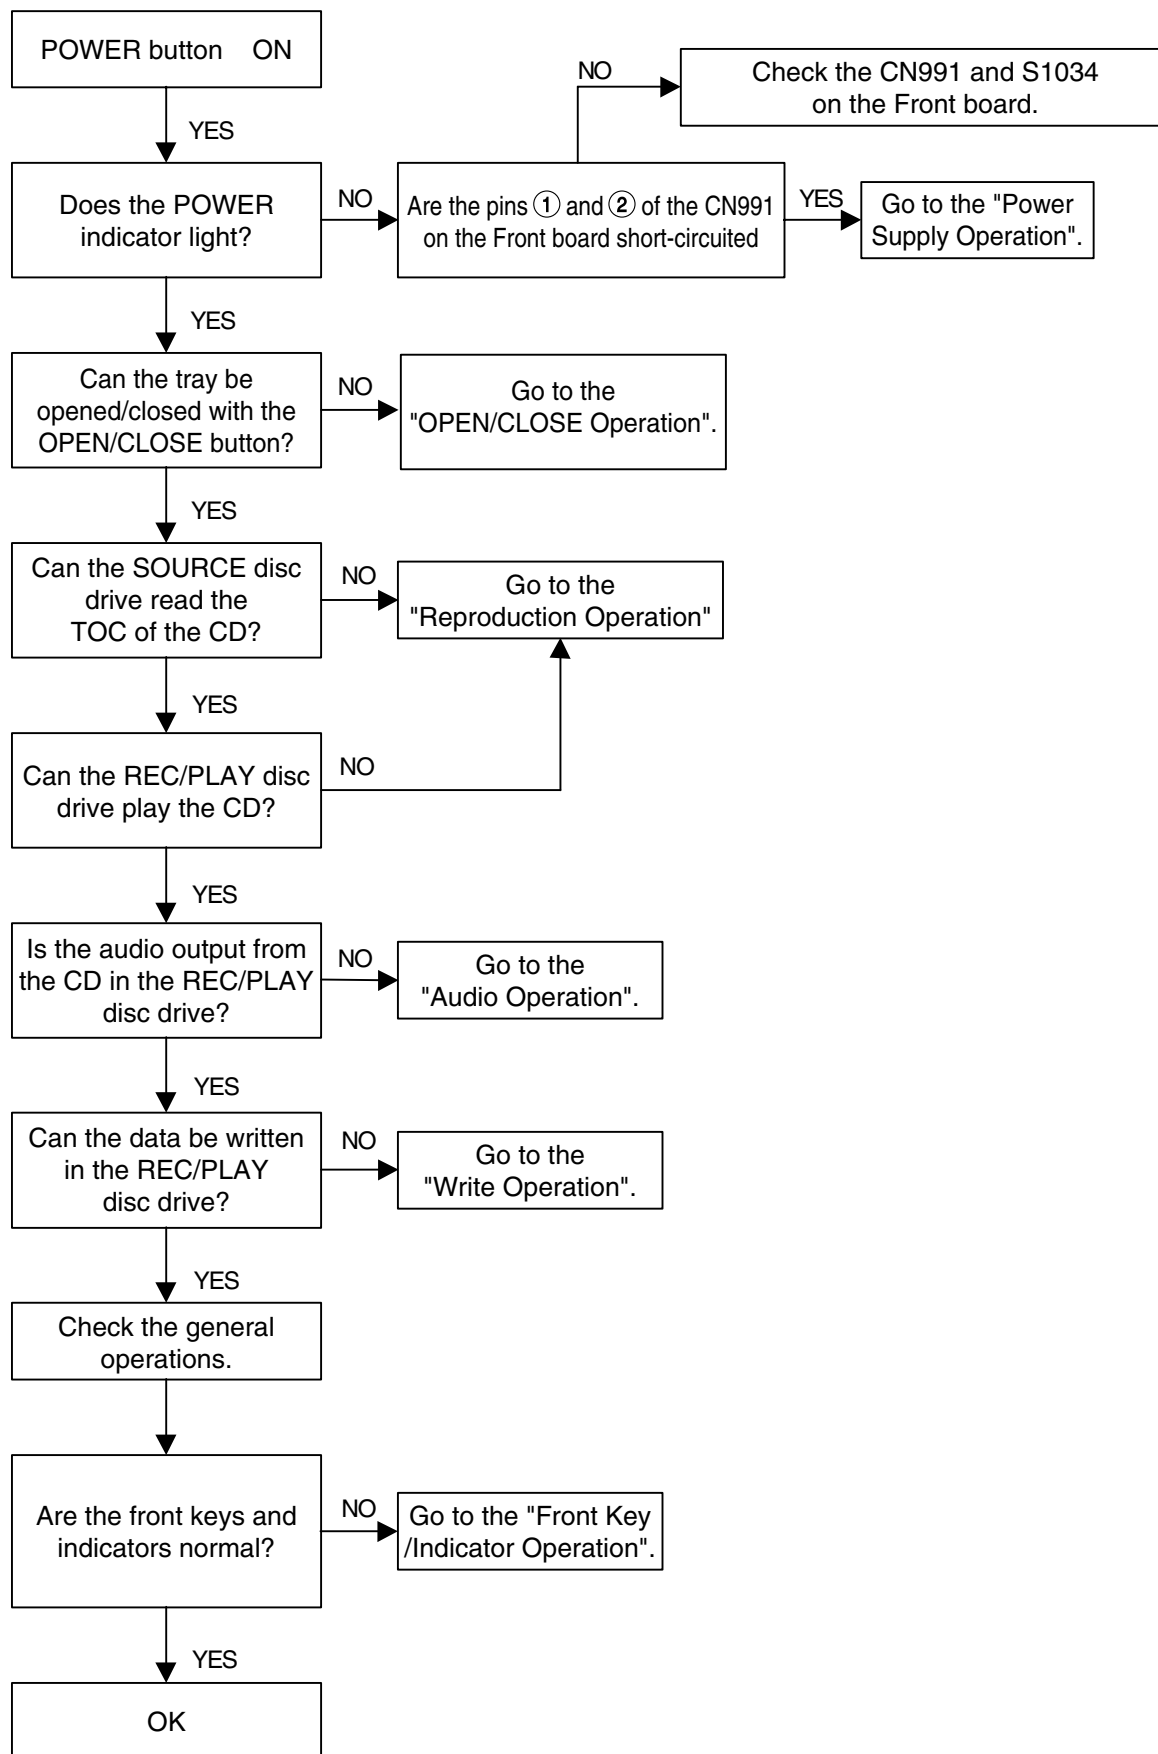 POWER button ON
YES
NO
Check the CN991 and S1034
on the Front board.
Does the POWER
indicator light?
NO
Are the pins ① and ② of the CN991
on the Front board short-circuited
YES
Go to the "Power
Supply Operation".
YES
Can the tray be
opened/closed with the
OPEN/CLOSE button?
NO
Go to the
"OPEN/CLOSE Operation".
YES
Can the SOURCE disc
drive read the
TOC of the CD?
NO
Go to the
"Reproduction Operation"
YES
Can the REC/PLAY disc
drive play the CD?
NO
YES
Is the audio output from
the CD in the REC/PLAY
disc drive?
NO
Go to the
"Audio Operation".
YES
Can the data be written
in the REC/PLAY
disc drive?
NO
Go to the
"Write Operation".
YES
Check the general
operations.
Are the front keys and
indicators normal?
NO
Go to the "Front Key
/Indicator Operation".
YES
OK